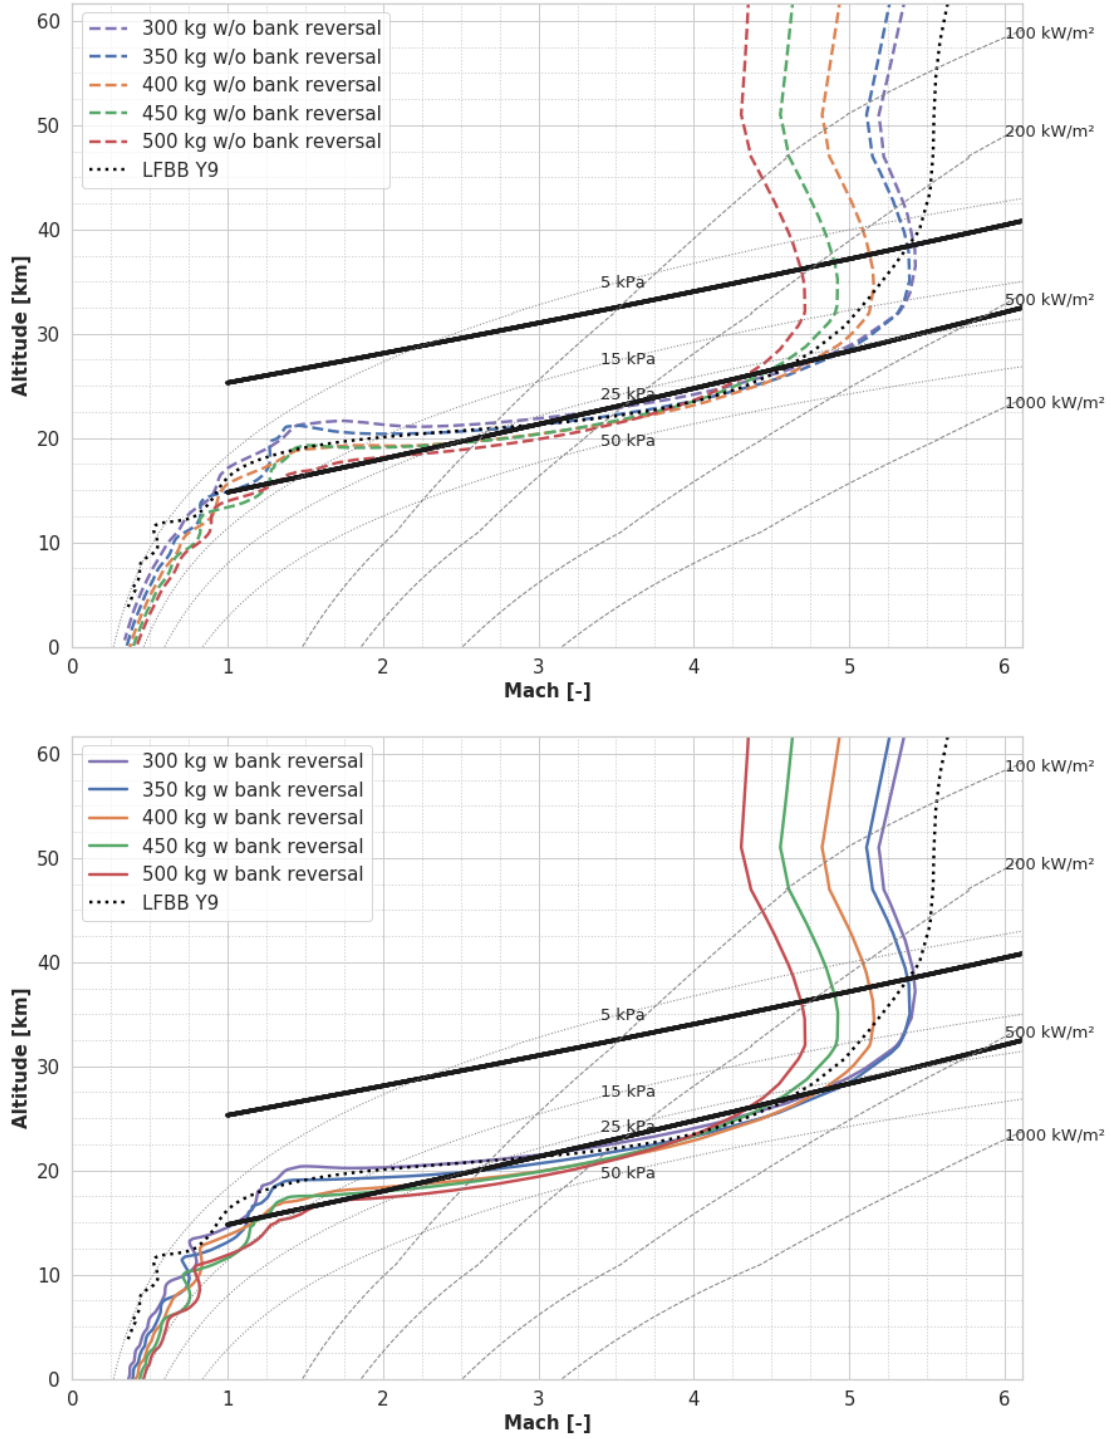 60
50
40
30
20
10
0
Altitude [km]
300 kg w/o bank reversal
350 kg w/o bank reversal
400 kg w/o bank reversal
450 kg w/o bank reversal
500 kg w/o bank reversal
LFBB Y9
100 kW/m²
200 kW/m²
500 kW/m²
1000 kW/m²
5 kPa
15 kPa
25 kPa
50 kPa
0 1 2 3 4 5 6
Mach [-]
60
50
40
30
20
10
0
Altitude [km]
300 kg w bank reversal
350 kg w bank reversal
400 kg w bank reversal
450 kg w bank reversal
500 kg w bank reversal
LFBB Y9
100 kW/m²
200 kW/m²
500 kW/m²
1000 kW/m²
5 kPa
15 kPa
25 kPa
50 kPa
0 1 2 3 4 5 6
Mach [-]